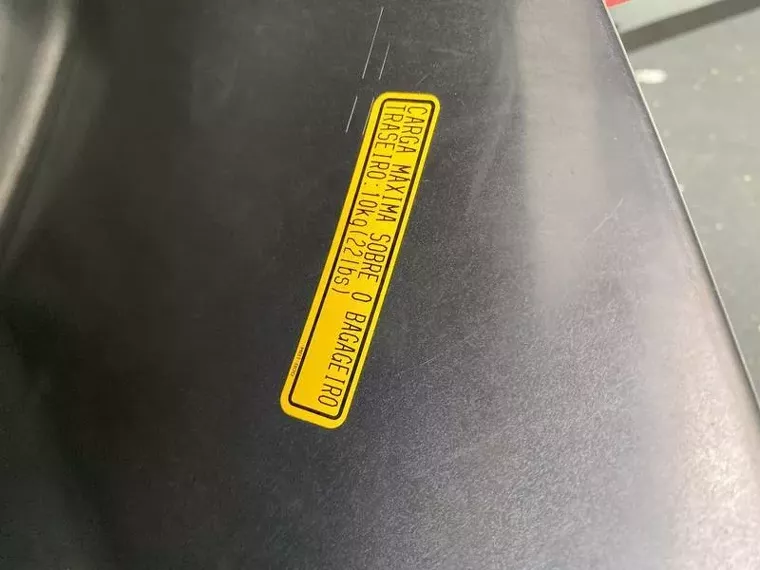 CARGA MAXIMA SOBRE O BAGAGEIRO
TRASEIRO:10kg(22lbs)